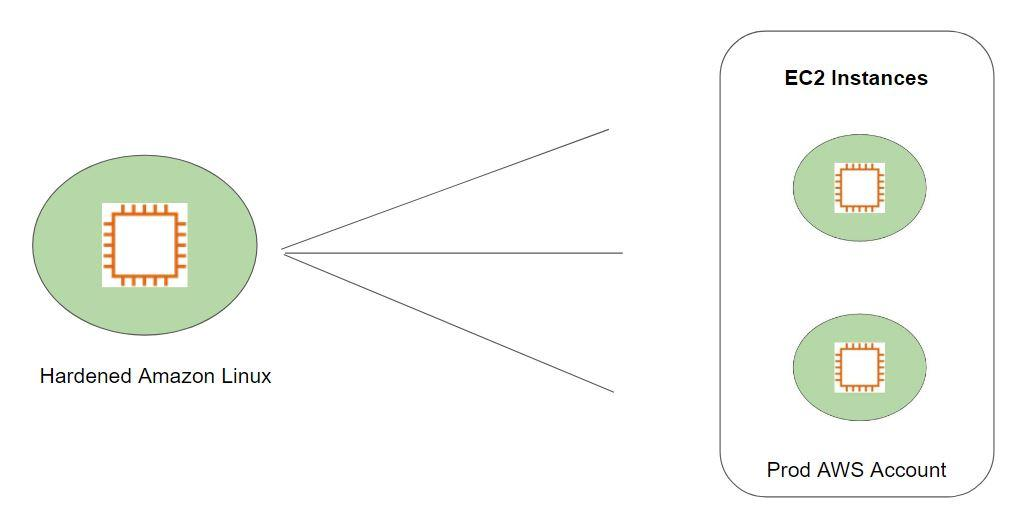 EC2 Instances
Hardened Amazon Linux
Prod AWS Account